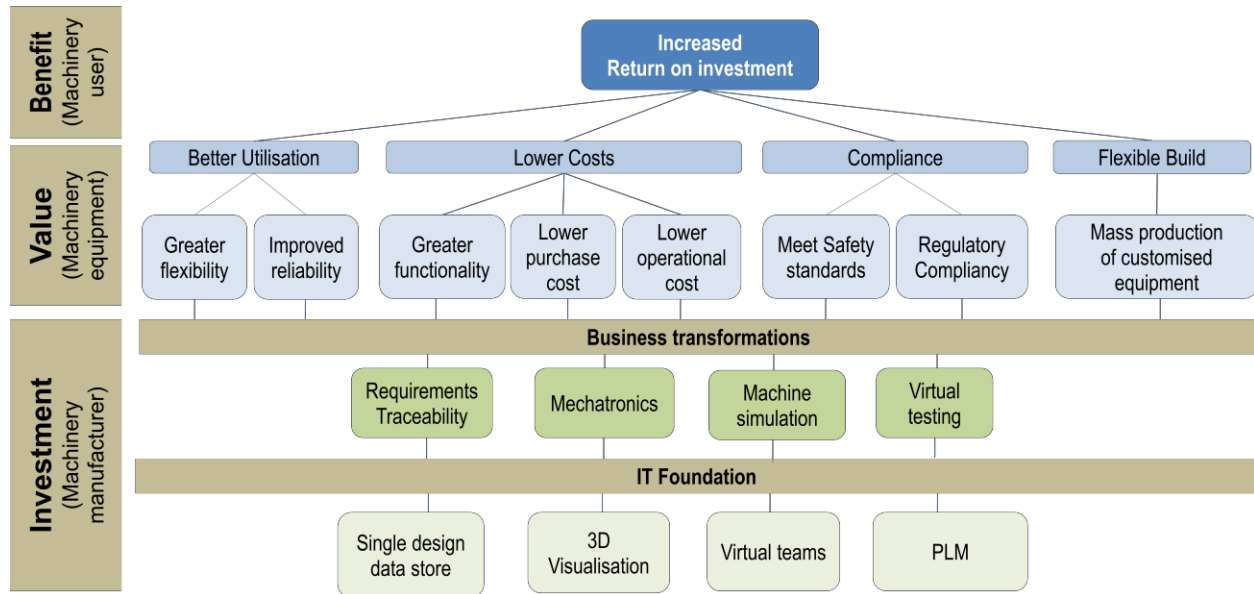 Benefit
(Machinery
user)
Increased
Return on investment
Value
(Machinery
equipment)
Better Utilisation
Lower Costs
Compliance
Flexible Build
Greater
flexibility
Improved
reliability
Greater
functionality
Lower
purchase
cost
Lower
operational
cost
Meet Safety
standards
Regulatory
Compliancy
Mass production
of customised
equipment
Investment
(Machinery
manufacturer)
Business transformations
Requirements
Traceability
Mechatronics
Machine
simulation
Virtual
testing
IT Foundation
Single design
data store
3D
Visualisation
Virtual teams
PLM